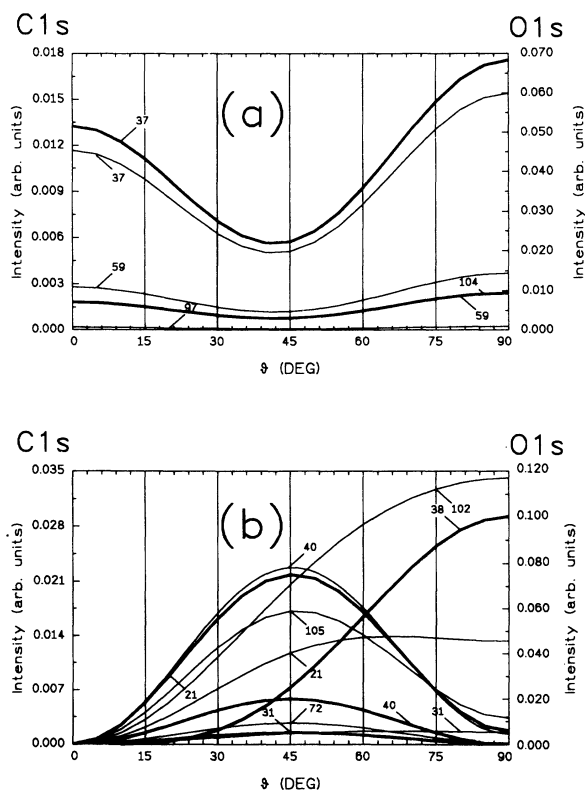 C1s O1s
0.018 0.070
0.060
0.015
37
(a)
0.050
0.012
0.040
37
0.009
0.030
0.006
0.020
59
0.003
104
0.010
97
59
0.000 0.000
0 15 30 45 60 75 90
Intensity (arb. units)
Intensity (arb. units)
ϑ (DEG)
C1s O1s
0.035 0.120
38 102
0.028
(b)
40
0.100
0.021
0.080
105
0.060
0.014
21
0.040
21
0.007
31 72 40 31
0.020
0.000 0.000
0 15 30 45 60 75 90
Intensity (arb. units)
Intensity (arb. units)
ϑ (DEG)